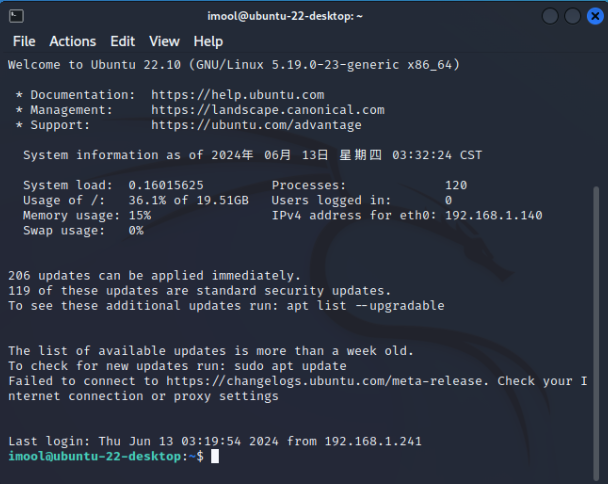 imool@ubuntu-22-desktop: ~
File Actions Edit View Help
Welcome to Ubuntu 22.10 (GNU/Linux 5.19.0-23-generic x86_64)
* Documentation: https://help.ubuntu.com
* Management: https://landscape.canonical.com
* Support: https://ubuntu.com/advantage
System information as of 2024年 06月 13日 星期四 03:32:24 CST
System load: 0.16015625 Processes: 120
Usage of /: 36.1% of 19.51GB Users logged in: 0
Memory usage: 15% IPv4 address for eth0: 192.168.1.140
Swap usage: 0%
206 updates can be applied immediately.
119 of these updates are standard security updates.
To see these additional updates run: apt list --upgradable
The list of available updates is more than a week old.
To check for new updates run: sudo apt update
Failed to connect to https://changelogs.ubuntu.com/meta-release. Check your I
nternet connection or proxy settings
Last login: Thu Jun 13 03:19:54 2024 from 192.168.1.241
imool@ubuntu-22-desktop:~$